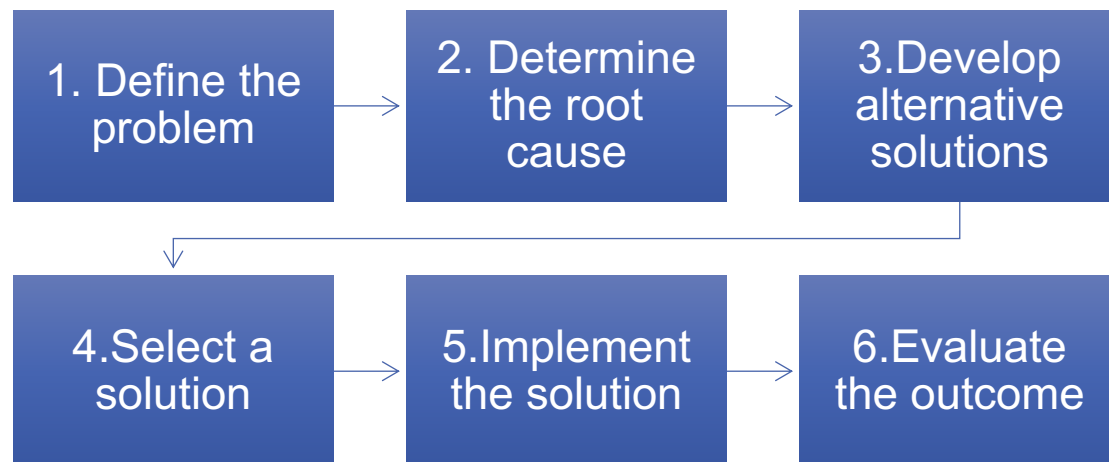 1. Define the
problem
2. Determine
the root
cause
3.Develop
alternative
solutions
4.Select a
solution
5.Implement
the solution
6.Evaluate
the outcome